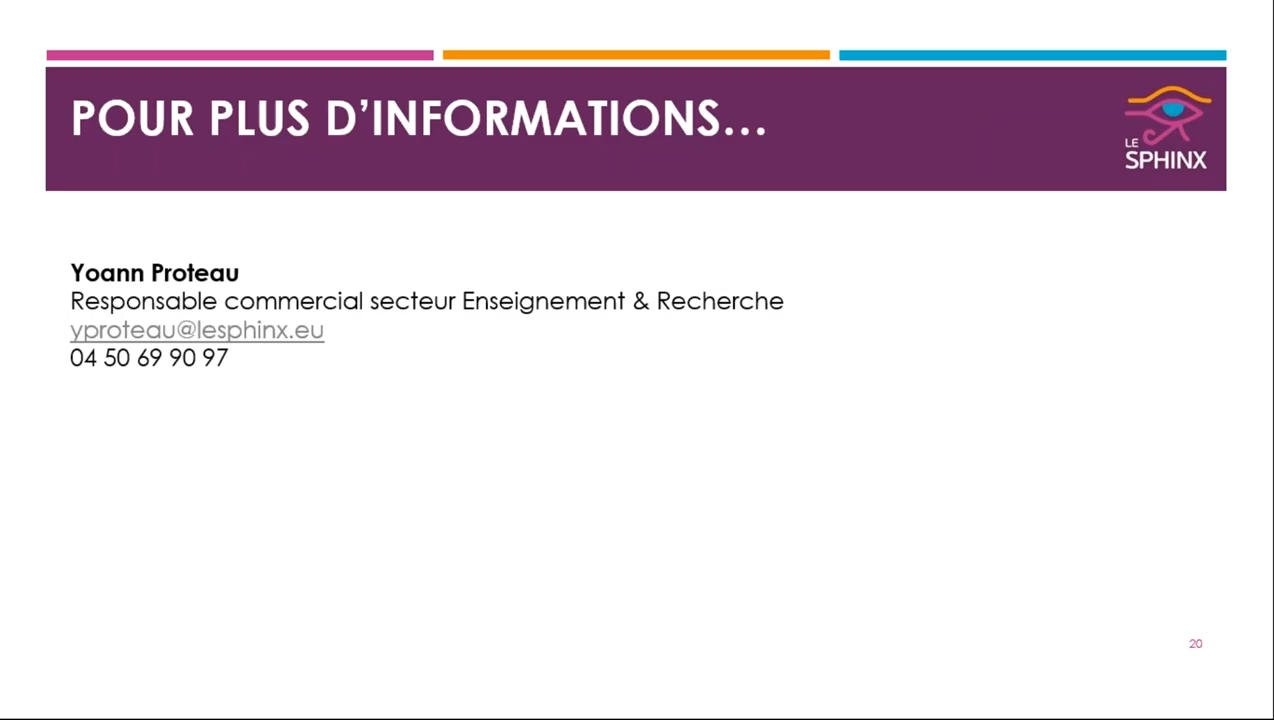 POUR PLUS D’INFORMATIONS…
LE
SPHINX
Yoann Proteau
Responsable commercial secteur Enseignement & Recherche
yproteau@lesphinx.eu
04 50 69 90 97
20